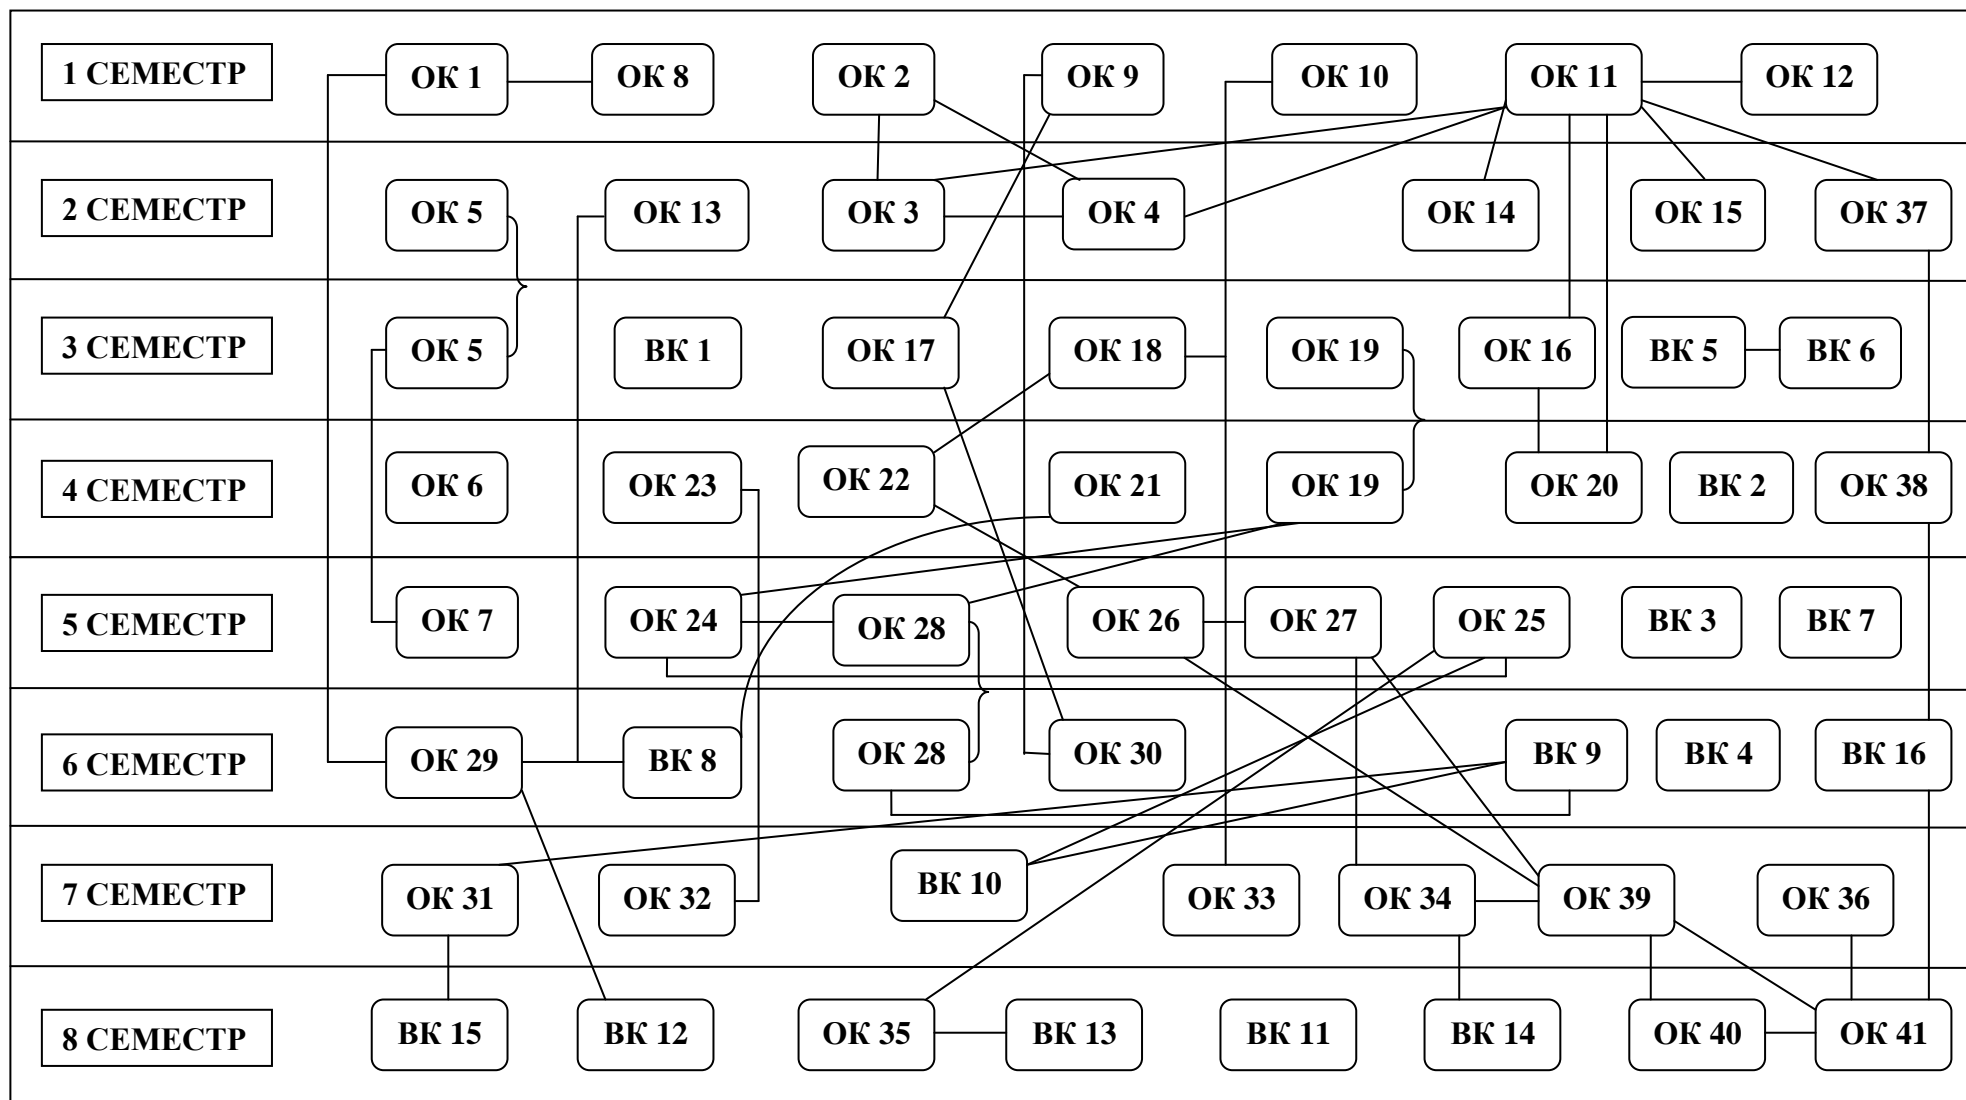 1 СЕМЕСТР ОК 1 ОК 8 ОК 2 ОК 9 ОК 10 ОК 11 ОК 12
2 СЕМЕСТР ОК 5 ОК 13 ОК 3 ОК 4 ОК 14 ОК 15 ОК 37
3 СЕМЕСТР ОК 5 ВК 1 ОК 17 ОК 18 ОК 19 ОК 16 ВК 5 ВК 6
4 СЕМЕСТР ОК 6 ОК 23 ОК 22 ОК 21 ОК 19 ОК 20 ВК 2 ОК 38
5 СЕМЕСТР ОК 7 ОК 24 ОК 28 ОК 26 ОК 27 ОК 25 ВК 3 ВК 7
6 СЕМЕСТР ОК 29 ВК 8 ОК 28 ОК 30 ВК 9 ВК 4 ВК 16
7 СЕМЕСТР ОК 31 ОК 32 ВК 10 ОК 33 ОК 34 ОК 39 ОК 36
8 СЕМЕСТР ВК 15 ВК 12 ОК 35 ВК 13 ВК 11 ВК 14 ОК 40 ОК 41